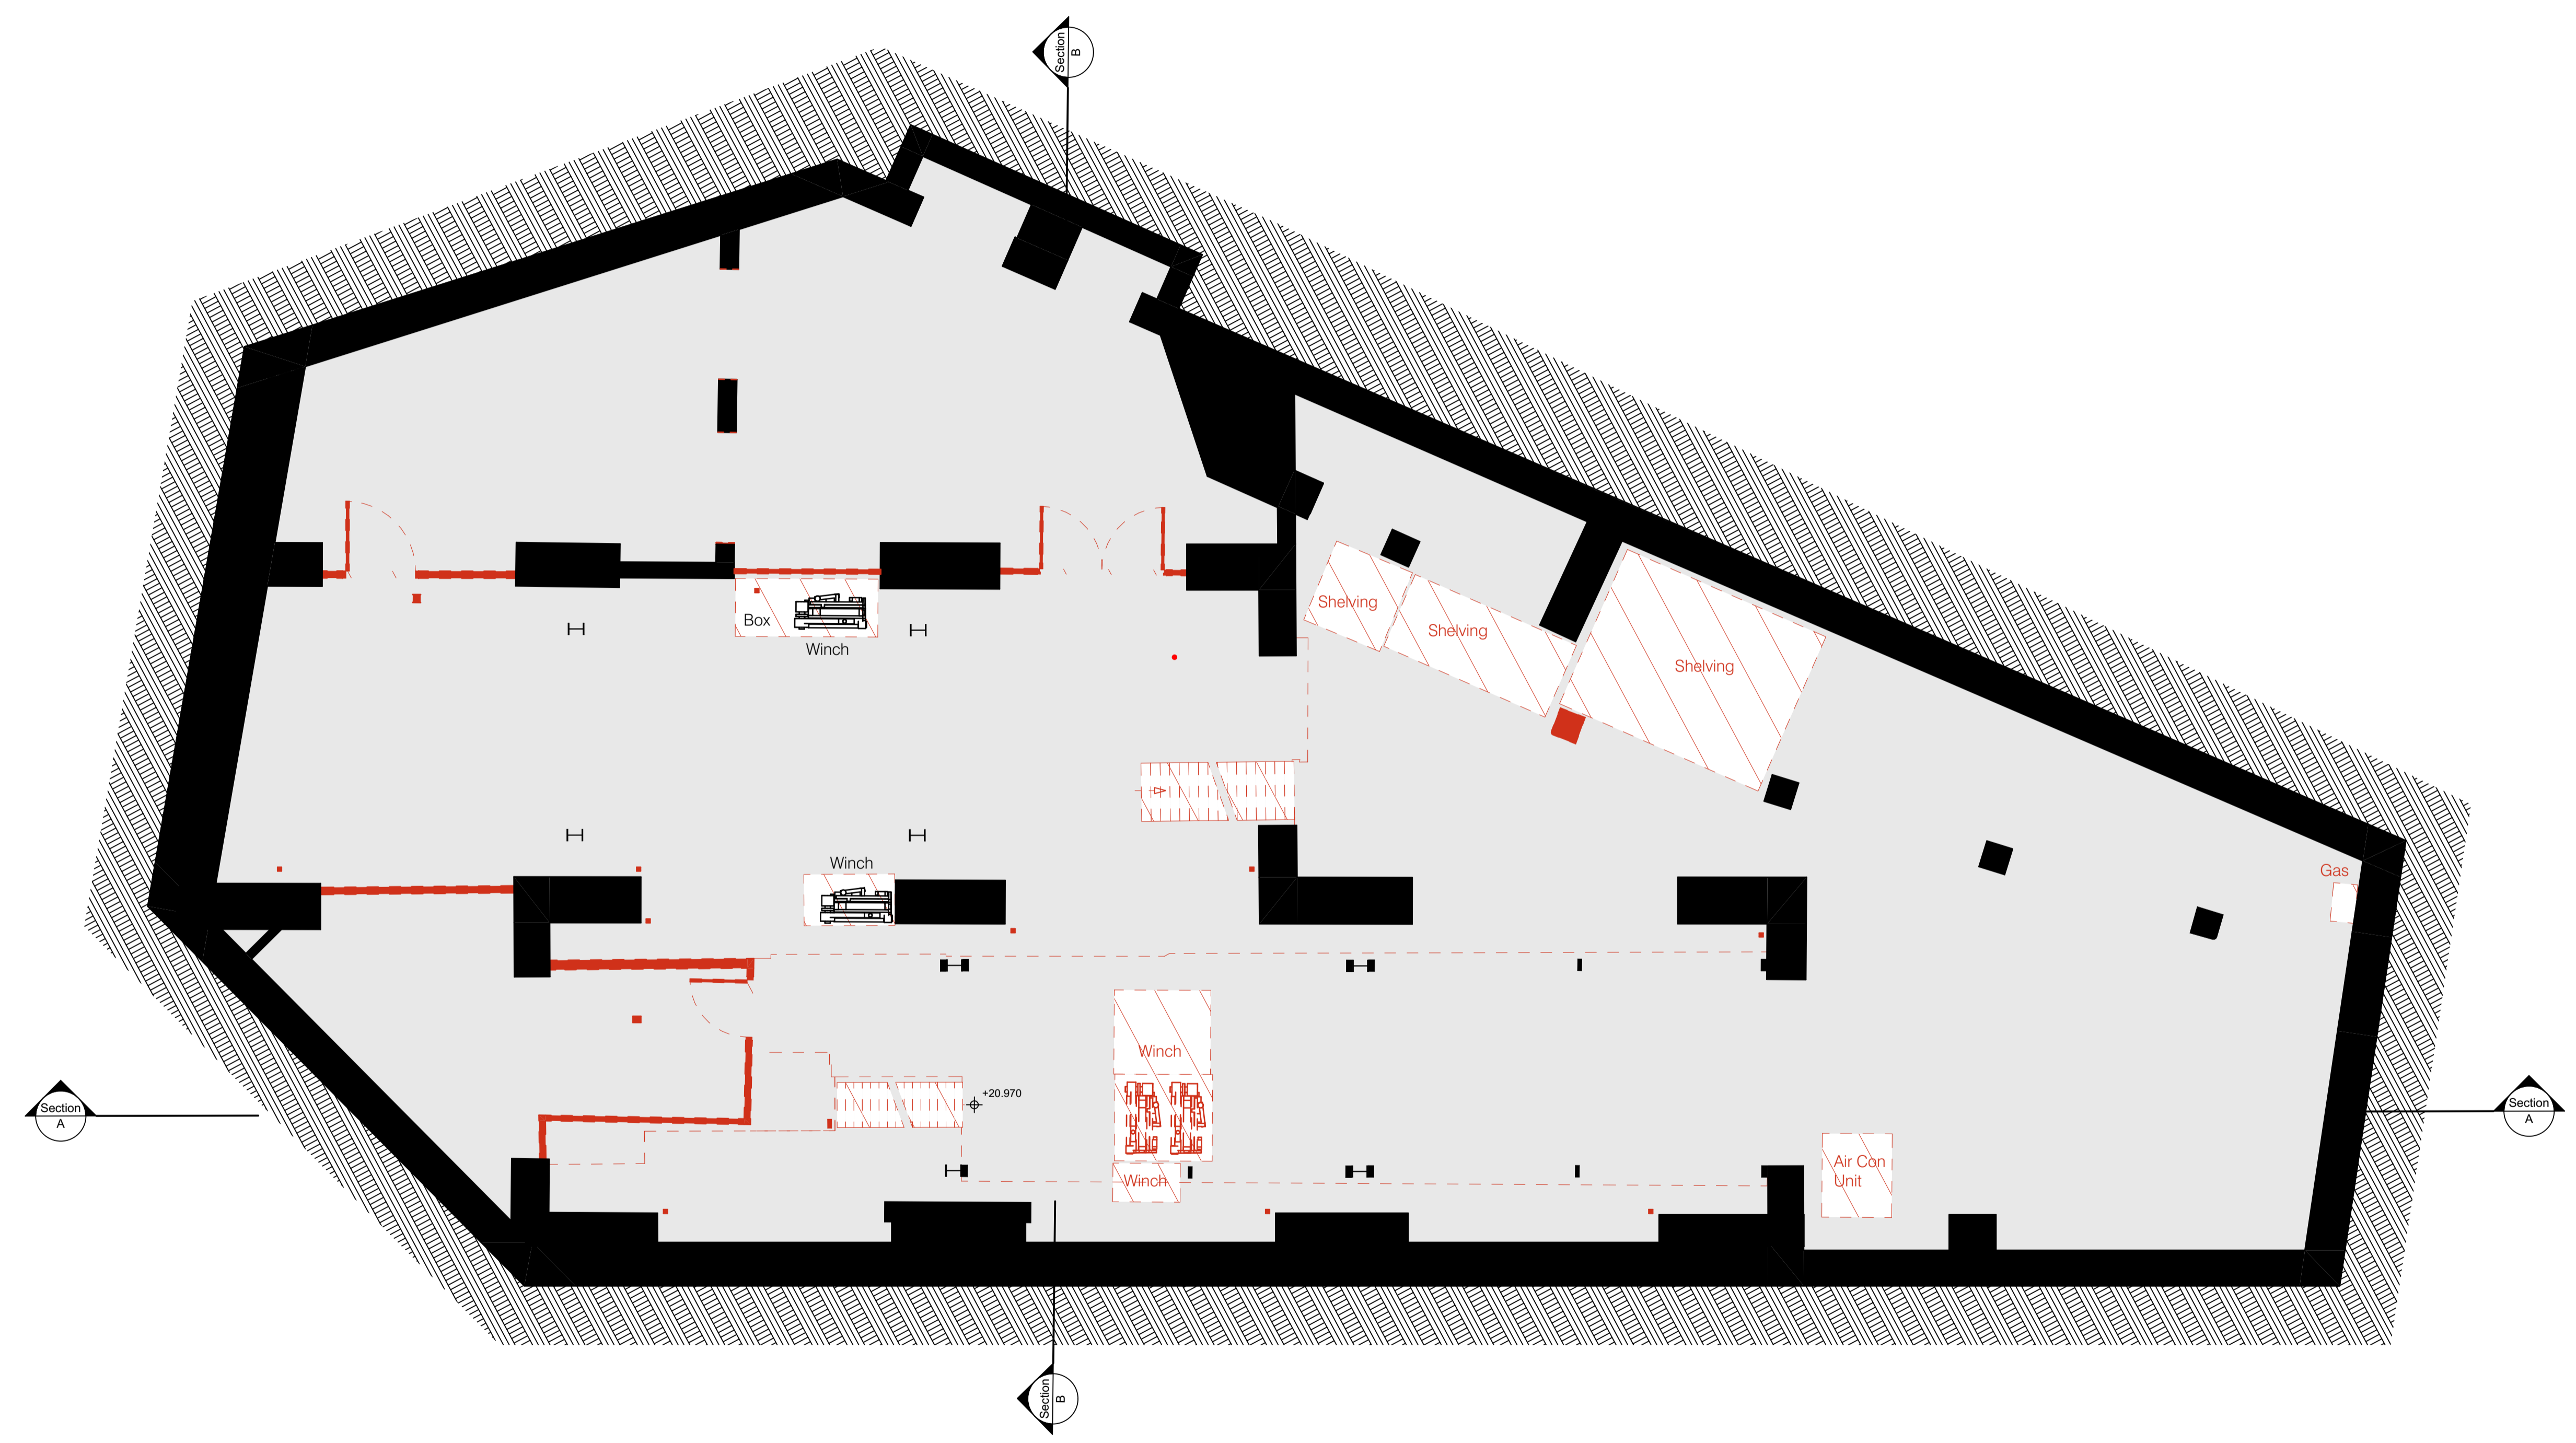 Section
B
Box
Winch
Shelving
Shelving
Shelving
Winch
Gas
Winch
+20.970
Section
A
Section
A
Air Con
Unit
Winch
Section
B